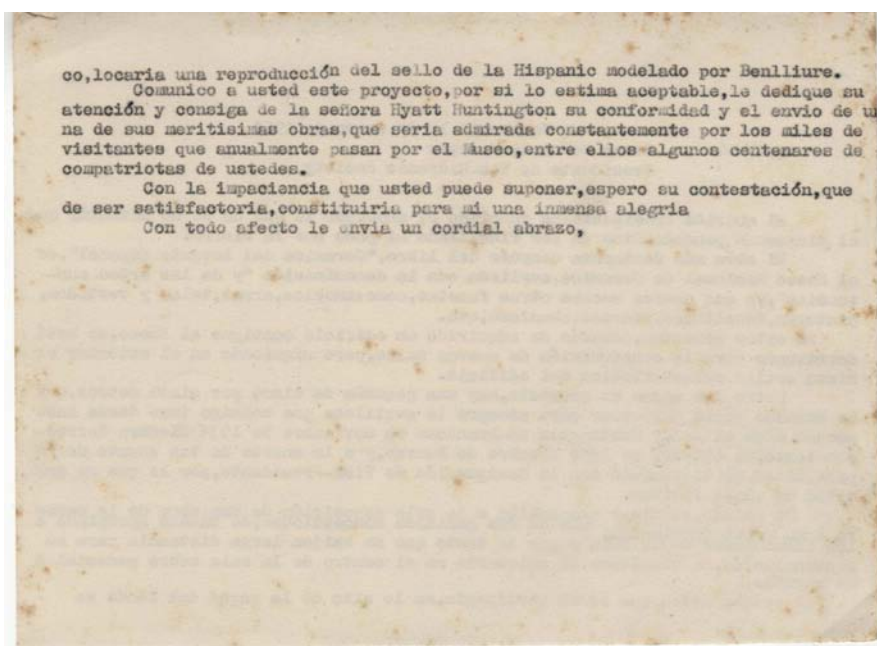 co,locaria una reproducción del sello de la Hispanic modelado por Benlliure.
Comunico a usted este proyecto,por si lo estima aceptable,le dedique su
atención y consiga de la señora Hyatt Huntington su conformidad y el envio de u
na de sus meritisimas obras,que seria admirada constantemente por los miles de
visitantes que anualmente pasan por el Museo,entre ellos algunos centenares de
compatriotas de ustedes.
Con la impaciencia que usted puede suponer,espero su contestación,que
de ser satisfactoria,constituiria para mi una inmensa alegria
Con todo afecto le envia un cordial abrazo,